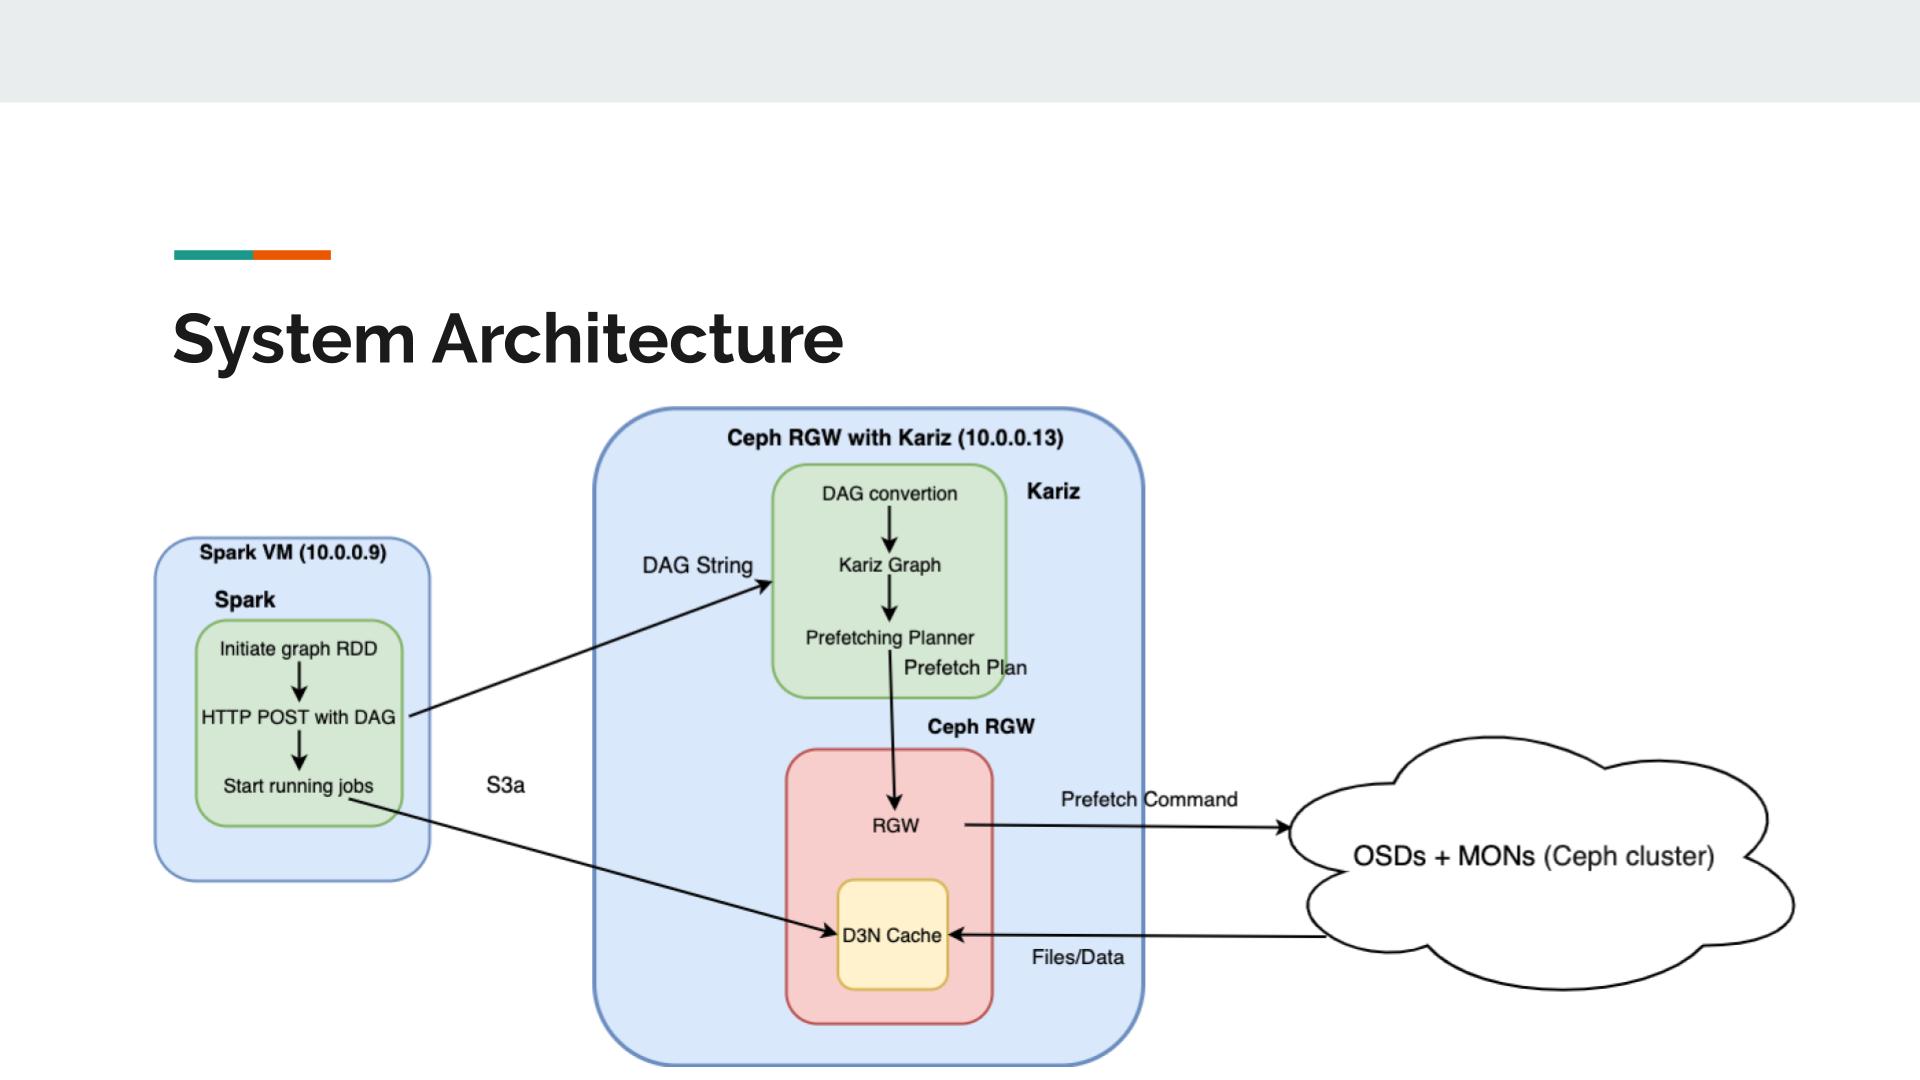 System Architecture
Spark VM (10.0.0.9)
Spark
Initiate graph RDD
HTTP POST with DAG
Start running jobs
DAG String
S3a
Ceph RGW with Kariz (10.0.0.13)
Kariz
DAG convertion
Kariz Graph
Prefetching Planner
Prefetch Plan
Ceph RGW
RGW
D3N Cache
Prefetch Command
Files/Data
OSDs + MONs (Ceph cluster)